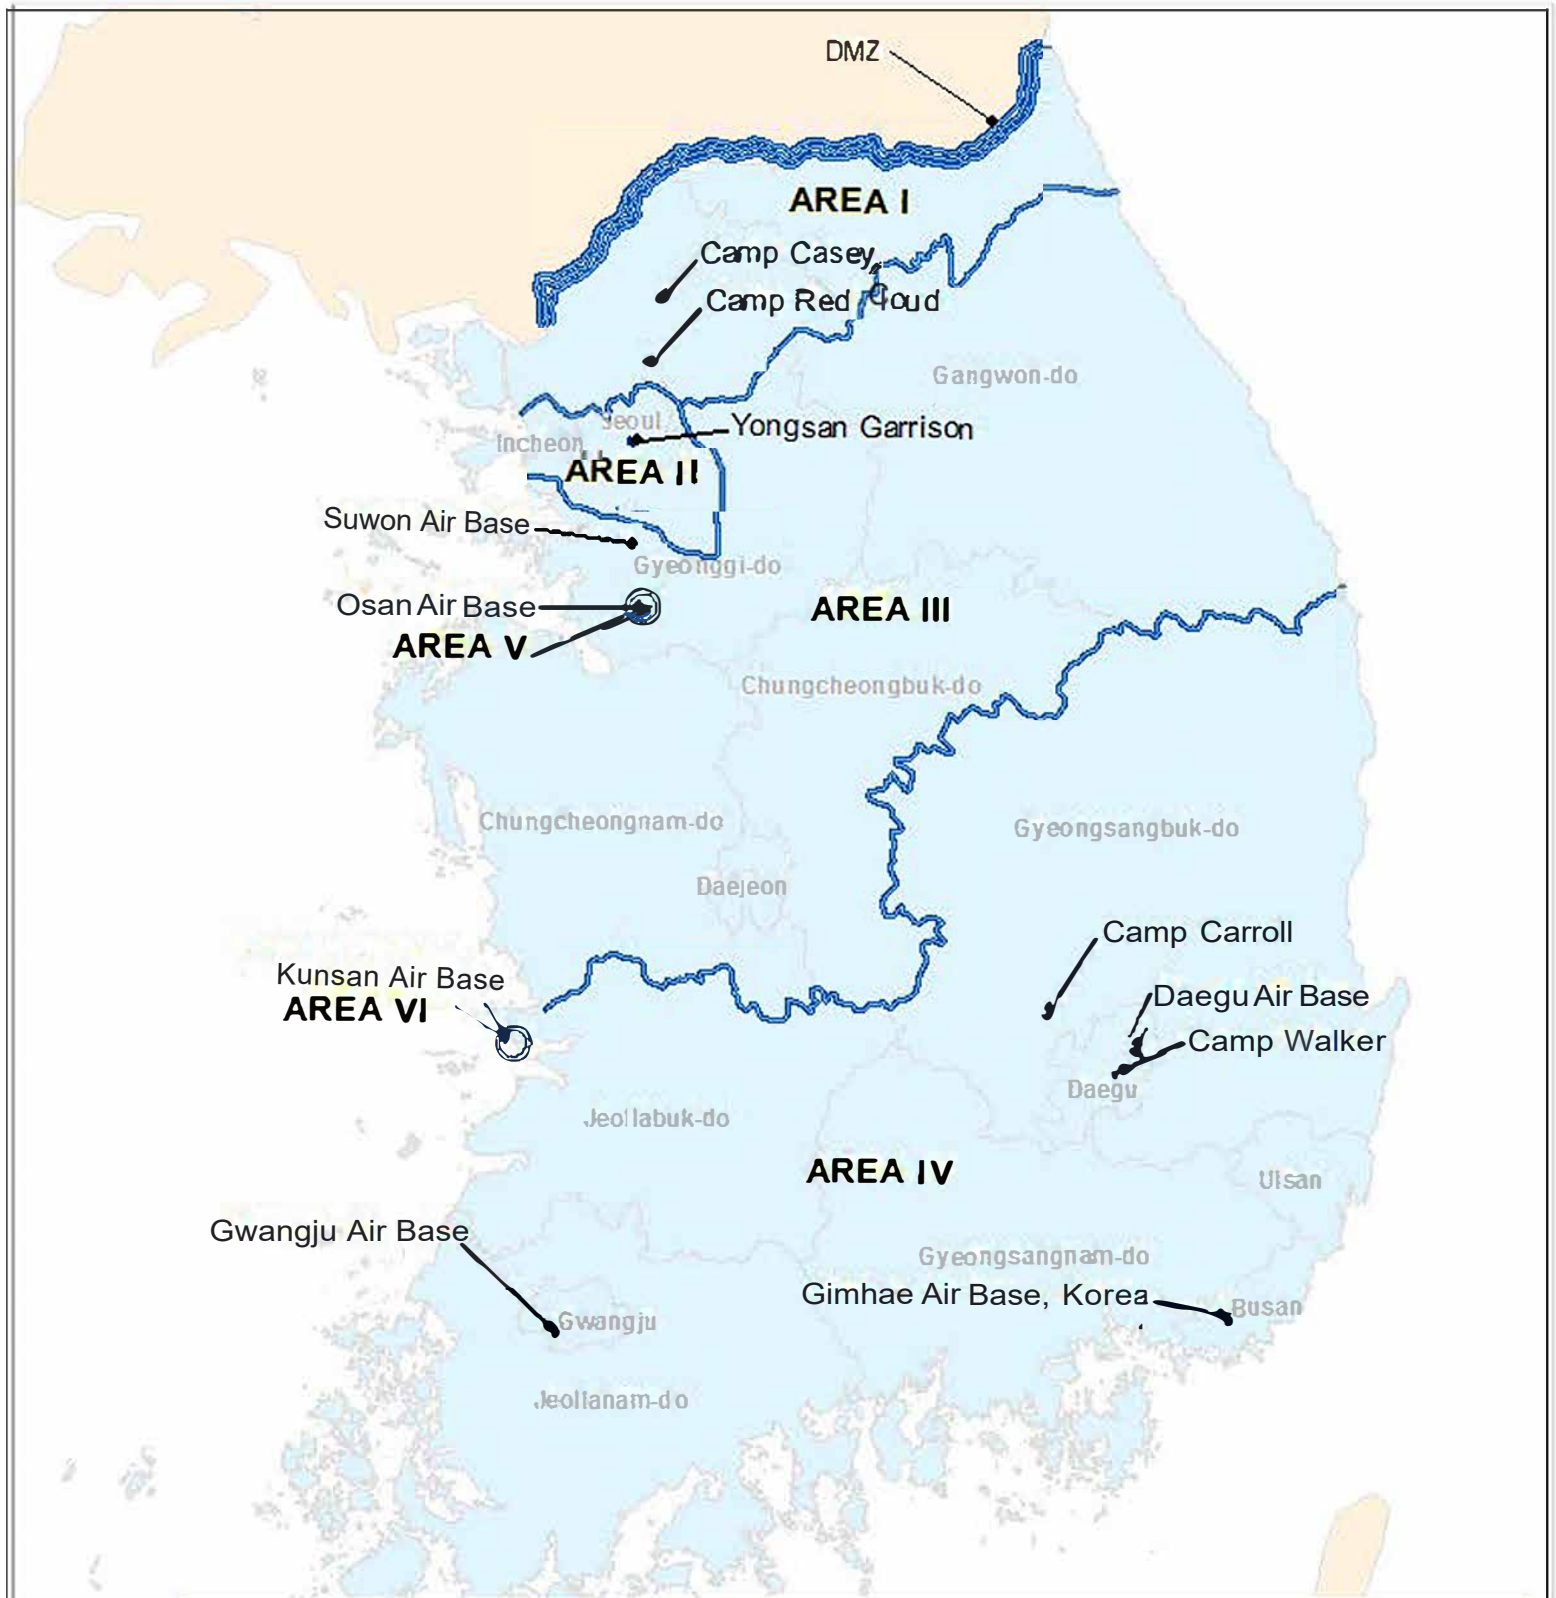 DMZ
AREA I
Camp Casey
Camp Red Cloud
Gangwon-do
Seoul
Yongsan Garrison
Incheon
AREA II
Suwon Air Base
Gyeonggi-do
Osan Air Base
AREA III
AREA V
Chungcheongbuk-do
Chungcheongnam-do
Gyeongsangbuk-do
Daejeon
Camp Carroll
Kunsan Air Base
Daegu Air Base
AREA VI
Camp Walker
Daegu
Jeollabuk-do
AREA IV
Ulsan
Gwangju Air Base
Gyeongsangnam-do
Gimhae Air Base, Korea
Busan
Gwangju
Jeollanam-do